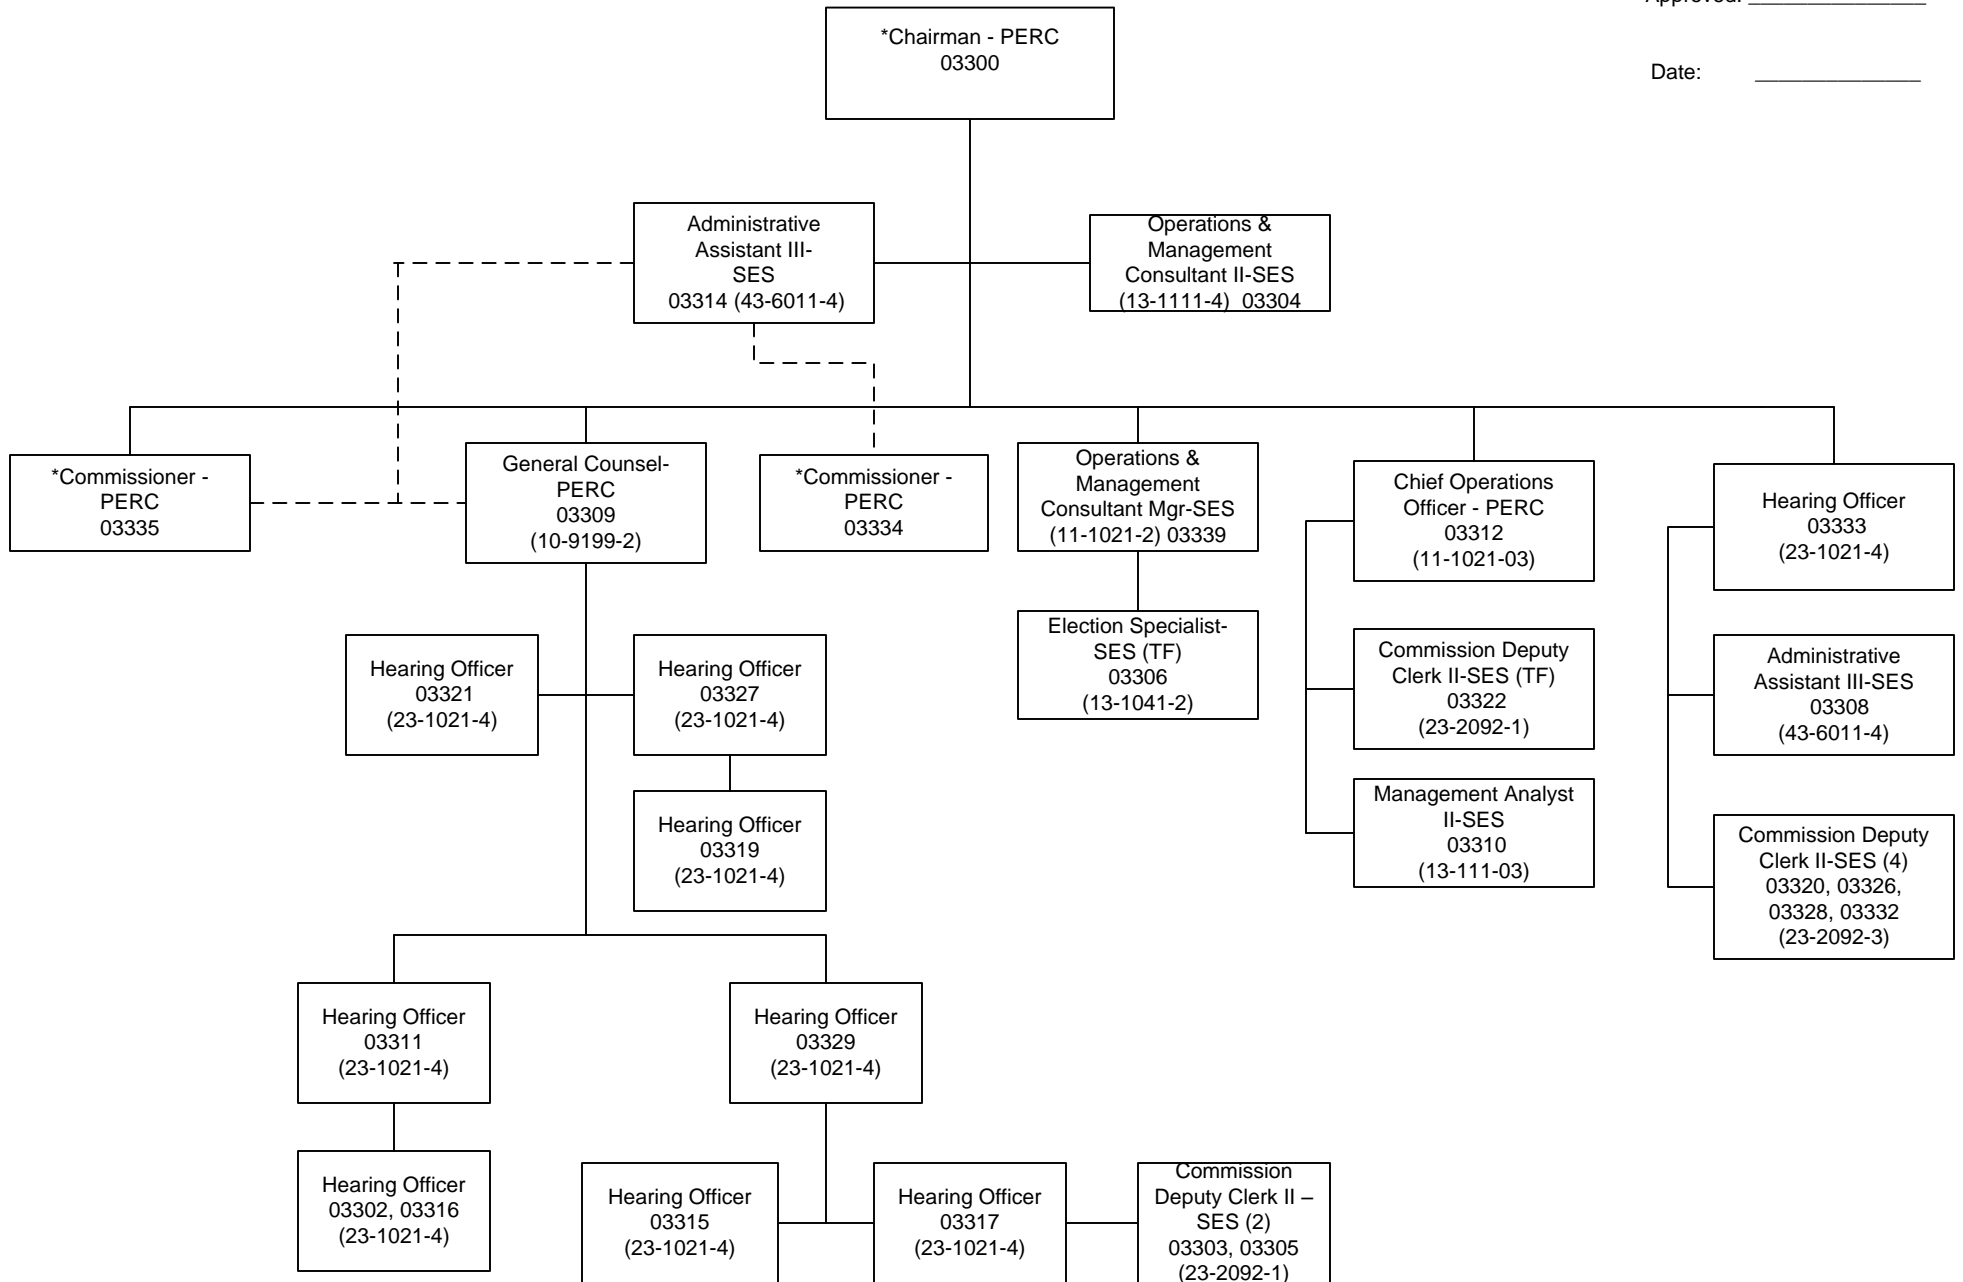 Approved: _______________
*Chairman - PERC
03300
Date: ______________
Administrative
Assistant III-
SES
03314 (43-6011-4)
Operations &
Management
Consultant II-SES
(13-1111-4)  03304
*Commissioner -
PERC
03335
General Counsel-
PERC
03309
(10-9199-2)
*Commissioner -
PERC
03334
Operations &
Management
Consultant Mgr-SES
(11-1021-2) 03339
Chief Operations
Officer - PERC
03312
(11-1021-03)
Hearing Officer
03333
(23-1021-4)
Hearing Officer
03321
(23-1021-4)
Hearing Officer
03327
(23-1021-4)
Election Specialist-
SES (TF)
03306
(13-1041-2)
Commission Deputy
Clerk II-SES (TF)
03322
(23-2092-1)
Administrative
Assistant III-SES
03308
(43-6011-4)
Hearing Officer
03319
(23-1021-4)
Management Analyst
II-SES
03310
(13-111-03)
Commission Deputy
Clerk II-SES (4)
03320, 03326,
03328, 03332
(23-2092-3)
Hearing Officer
03311
(23-1021-4)
Hearing Officer
03329
(23-1021-4)
Hearing Officer
03302, 03316
(23-1021-4)
Hearing Officer
03315
(23-1021-4)
Hearing Officer
03317
(23-1021-4)
Commission
Deputy Clerk II –
SES (2)
03303, 03305
(23-2092-1)